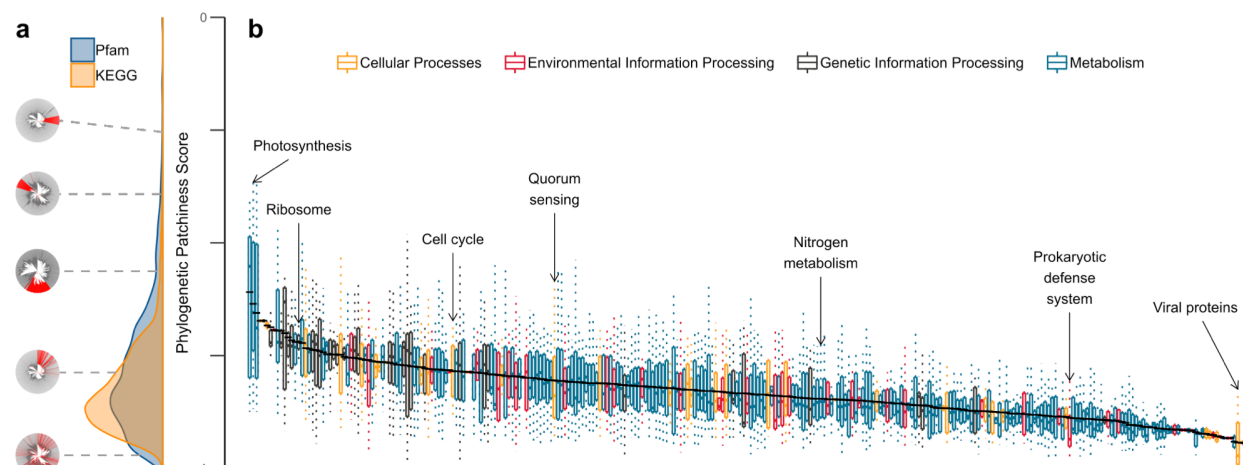 a
Pfam
KEGG
Phylogenetic Patchiness Score
0
b
Cellular Processes
Environmental Information Processing
Genetic Information Processing
Metabolism
Photosynthesis
Ribosome
Cell cycle
Quorum
sensing
Nitrogen
metabolism
Prokaryotic
defense
system
Viral proteins